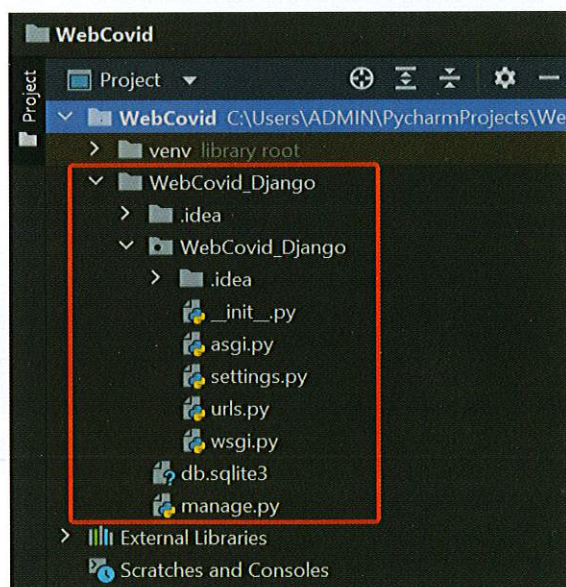 WebCovid
Project
Project
WebCovid C:\Users\ADMIN\PycharmProjects\We
venv library root
WebCovid_Django
.idea
WebCovid_Django
.idea
__init__.py
asgi.py
settings.py
urls.py
wsgi.py
db.sqlite3
manage.py
External Libraries
Scratches and Consoles